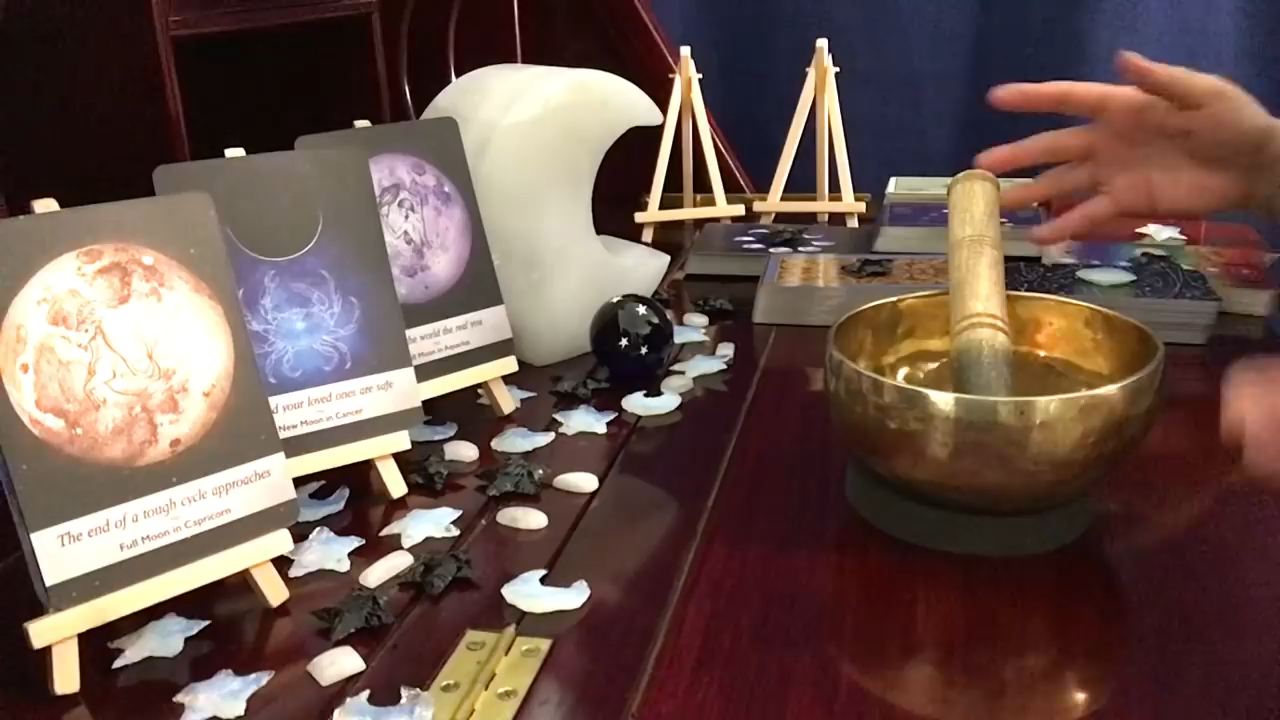 The end of a tough cycle approaches
Full Moon in Capricorn
your loved ones are safe
New Moon in Cancer
the world the real you
Moon in Aquarius